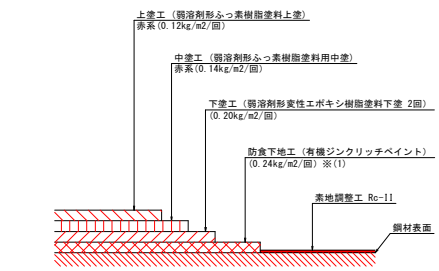 上塗工（弱溶剤形ふっ素樹脂塗料上塗）
赤系(0.12kg/m2/回)
中塗工（弱溶剤形ふっ素樹脂塗料用中塗）
赤系(0.14kg/m2/回)
下塗工（弱溶剤形変性エポキシ樹脂塗料下塗 2回）
(0.20kg/m2/回)
防食下地工（有機ジンクリッチペイント）
(0.24kg/m2/回) ※(1)
素地調整工 Rc-II
鋼材表面